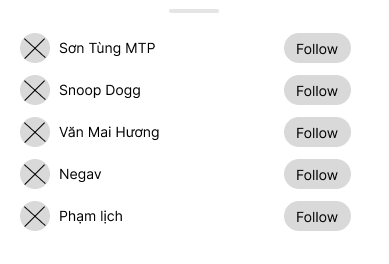 Sơn Tùng MTP Follow
Snoop Dogg Follow
Văn Mai Hương Follow
Negav Follow
Phạm lịch Follow